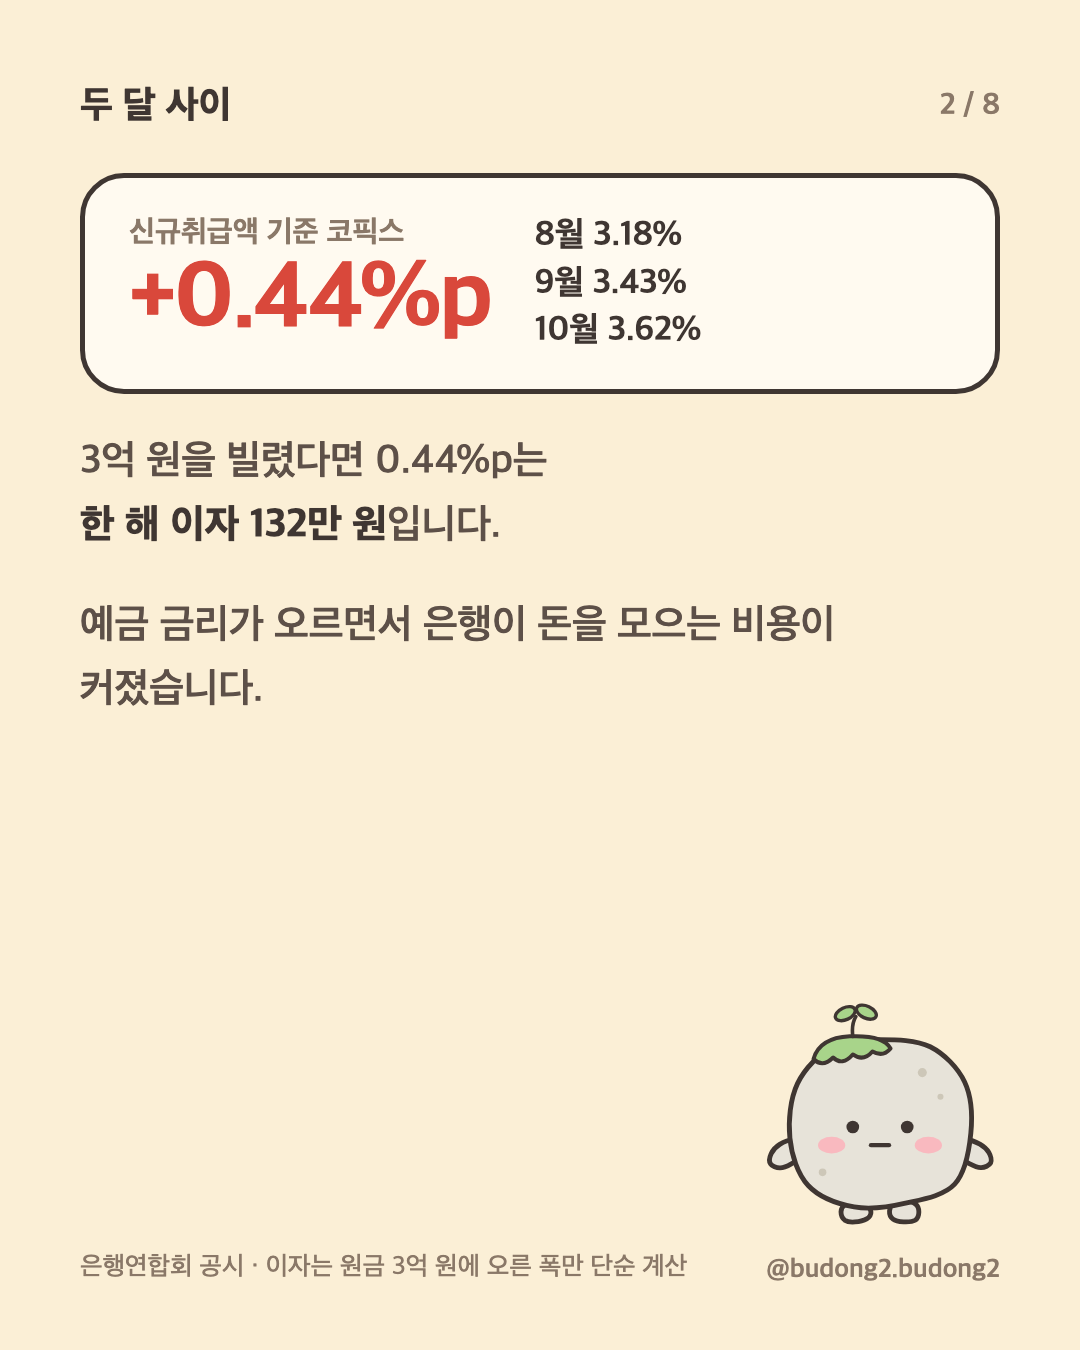 두 달 사이
2 / 8
신규취급액 기준 코픽스
+0.44%p
8월 3.18%
9월 3.43%
10월 3.62%
3억 원을 빌렸다면 0.44%p는
한 해 이자 132만 원입니다.
예금 금리가 오르면서 은행이 돈을 모으는 비용이
커졌습니다.
은행연합회 공시 · 이자는 원금 3억 원에 오른 폭만 단순 계산
@budong2.budong2